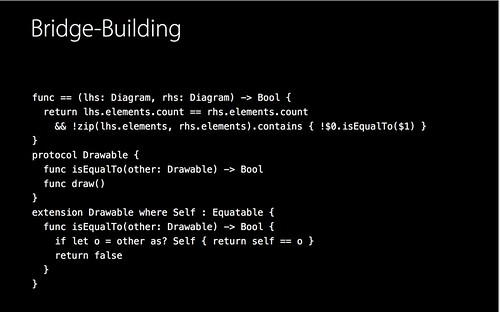 Bridge-Building
func == (lhs: Diagram, rhs: Diagram) -> Bool {
return lhs.elements.count == rhs.elements.count
&& !zip(lhs.elements, rhs.elements).contains { !$0.isEqualTo($1) }
}
protocol Drawable {
func isEqualTo(other: Drawable) -> Bool
func draw()
}
extension Drawable where Self : Equatable {
func isEqualTo(other: Drawable) -> Bool {
if let o = other as? Self { return self == o }
return false
}
}